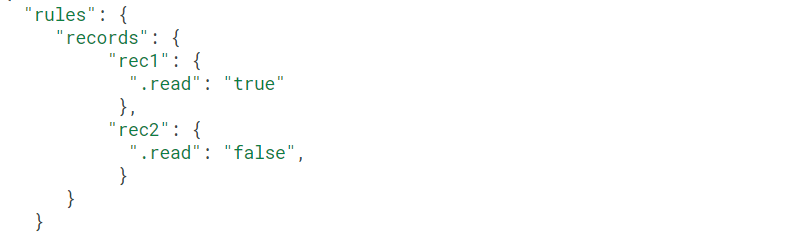 "rules": {
"records": {
"rec1": {
".read": "true"
},
"rec2": {
".read": "false",
}
}
}